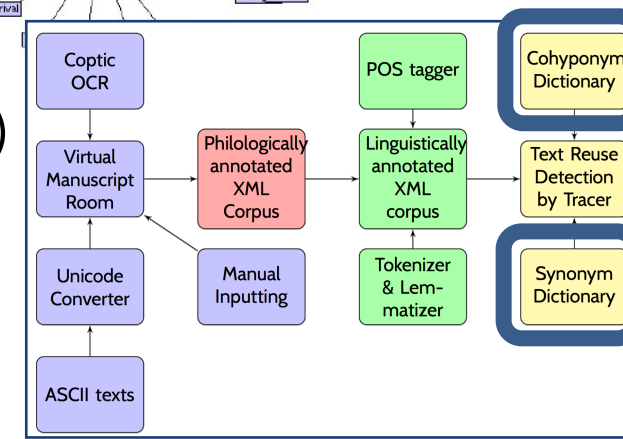 rival
)
Coptic
OCR
POS tagger
Cohyponym
Dictionary
Virtual
Manuscript
Room
Philologically
annotated
XML
Corpus
Linguistically
annotated
XML
corpus
Text Reuse
Detection
by Tracer
Unicode
Converter
Manual
Inputting
Tokenizer
& Lem-
matizer
Synonym
Dictionary
ASCII texts